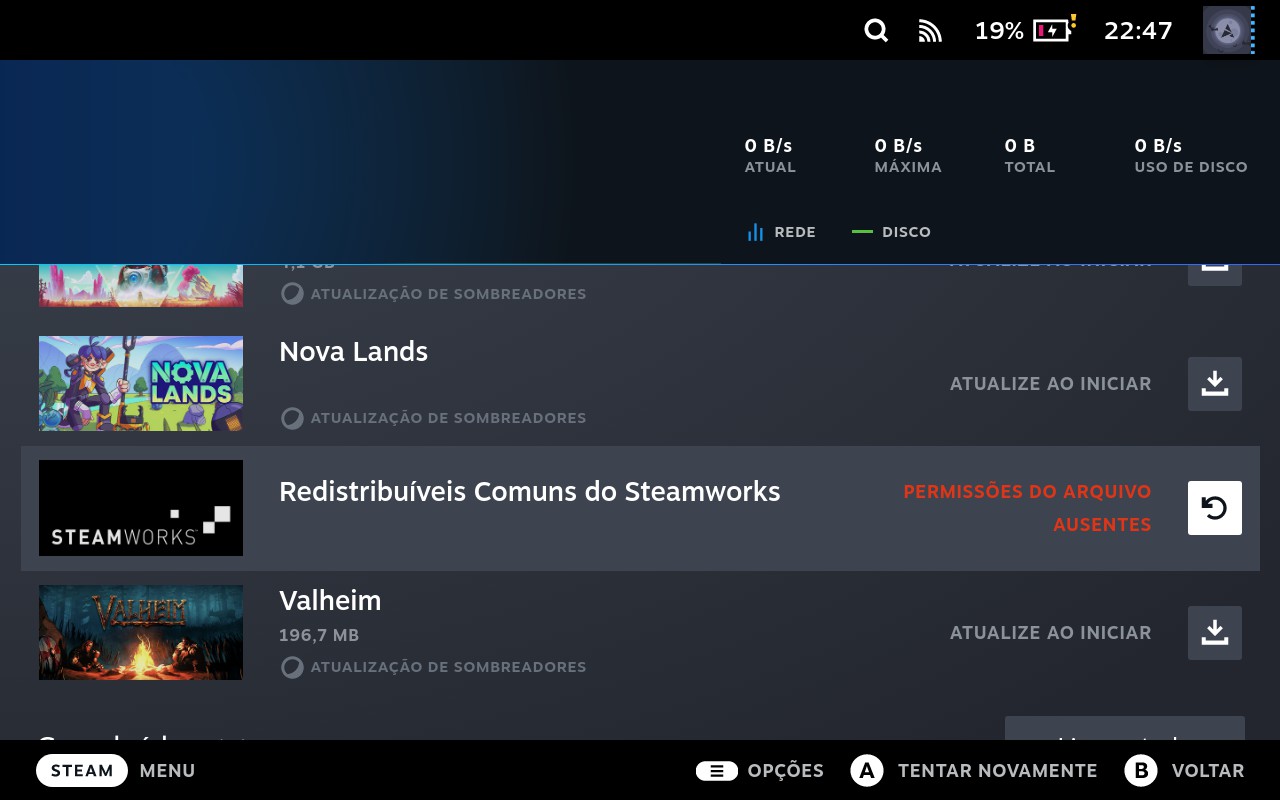 19% 22:47
0 B/s 0 B/s 0 B 0 B/s
ATUAL MÁXIMA TOTAL USO DE DISCO
REDE DISCO
ATUALIZAÇÃO DE SOMBREADORES
Nova Lands
NOVA
LANDS
ATUALIZE AO INICIAR
ATUALIZAÇÃO DE SOMBREADORES
Redistribuíveis Comuns do Steamworks
PERMISSÕES DO ARQUIVO
AUSENTES
STEAMWORKS
Valheim
VALHEIM
196,7 MB
ATUALIZE AO INICIAR
ATUALIZAÇÃO DE SOMBREADORES
STEAM MENU OPÇÕES A TENTAR NOVAMENTE B VOLTAR